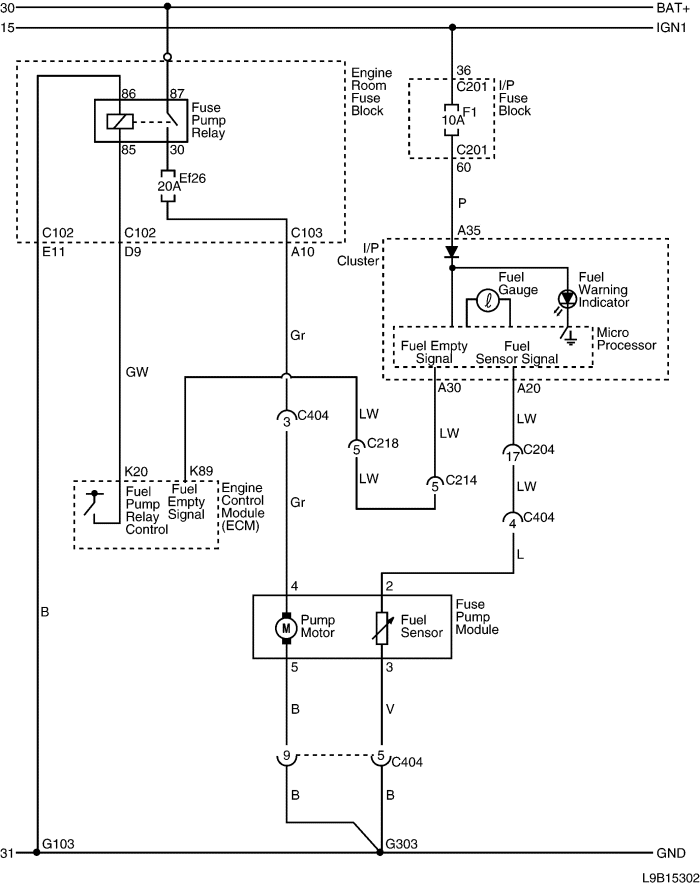 30 BAT+
15 IGN1
Engine
Room
Fuse
Block
86 87
Fuse
Pump
Relay
85 30
20A Ef26
C102 C102 C103
E11 D9 A10
36
C201
I/P
Fuse
Block
F1
10A
C201
60
P
A35
I/P
Cluster
Fuel
Gauge
ℓ
Fuel
Warning
Indicator
Micro
Processor
Fuel Empty
Signal
Fuel
Sensor Signal
A30 A20
Gr
GW
LW
LW
LW
3 C404
5 C218
17 C204
LW
5 C214
LW
4 C404
Gr
K20 K89
Fuel
Pump
Relay
Control
Fuel
Empty
Signal
Engine
Control
Module
(ECM)
L
B
4 2
M
Pump
Motor
Fuel
Sensor
Fuse
Pump
Module
5 3
B V
9 5 C404
B B
31 G103 G303 GND
L9B15302